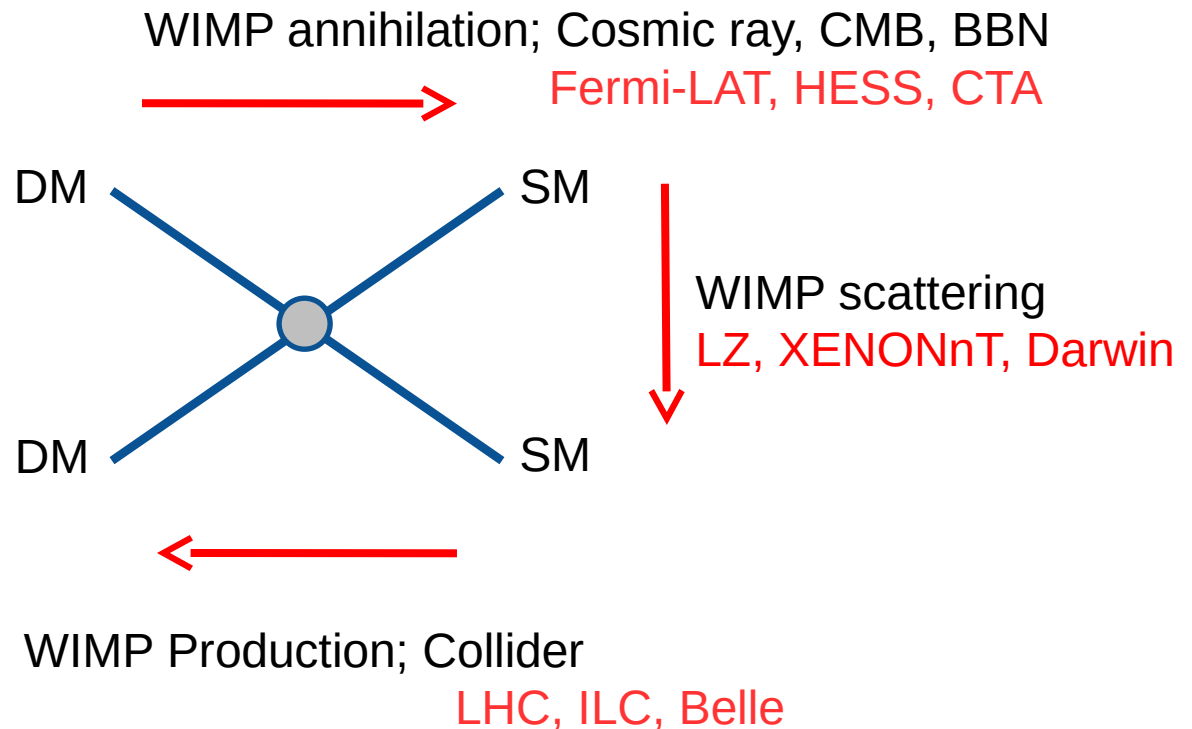 WIMP annihilation; Cosmic ray, CMB, BBN
Fermi-LAT, HESS, CTA
DM
SM
WIMP scattering
LZ, XENONnT, Darwin
DM
SM
WIMP Production; Collider
LHC, ILC, Belle